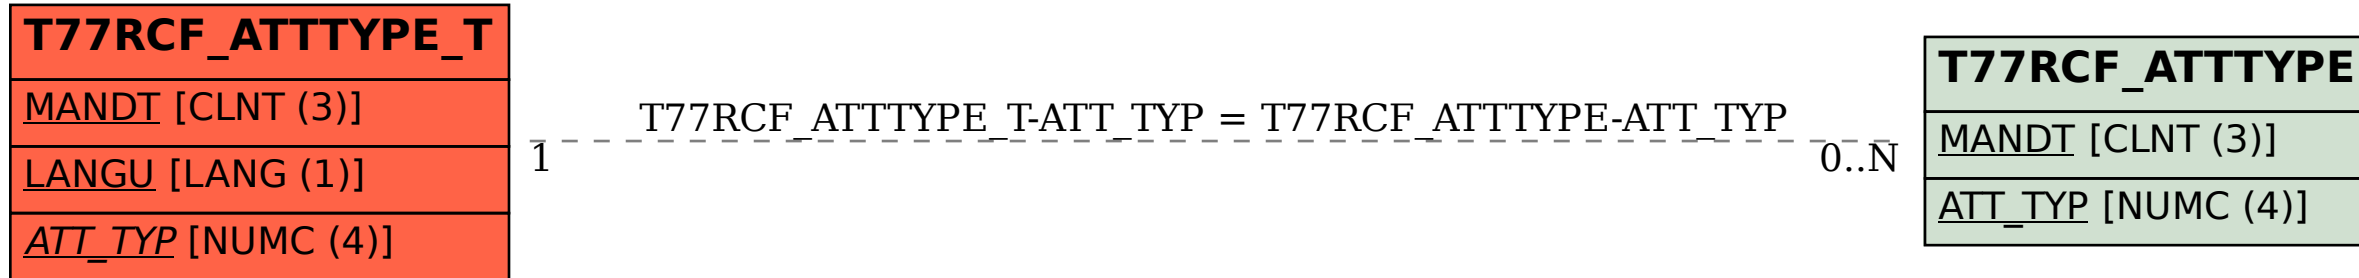 T77RCF_ATTTYPE_T
MANDT [CLNT (3)]
LANGU [LANG (1)]
ATT_TYP [NUMC (4)]
T77RCF_ATTTYPE_T-ATT_TYP = T77RCF_ATTTYPE-ATT_TYP
1
0..N
T77RCF_ATTTYPE
MANDT [CLNT (3)]
ATT_TYP [NUMC (4)]